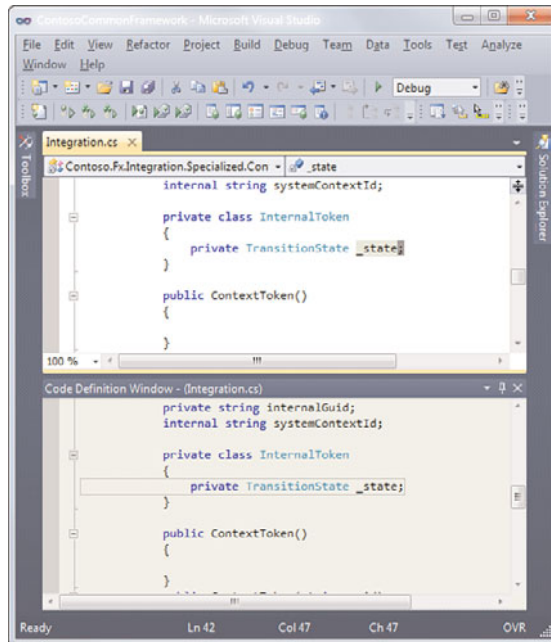 ContosoCommonFramework - Microsoft Visual Studio
File Edit View Refactor Project Build Debug Team Data Tools Test Analyze
Window Help
Debug
Toolbox
Integration.cs
Solution Explorer
Contoso.Fx.Integration.Specialized.Con _state
internal string systemContextId;
private class InternalToken
{
private TransitionState _state;
}
public ContextToken()
{
}
100 %
Code Definition Window - (Integration.cs)
private string internalGuid;
internal string systemContextId;
private class InternalToken
{
private TransitionState _state;
}
public ContextToken()
{
}
Ready Ln 42 Col 47 Ch 47 OVR